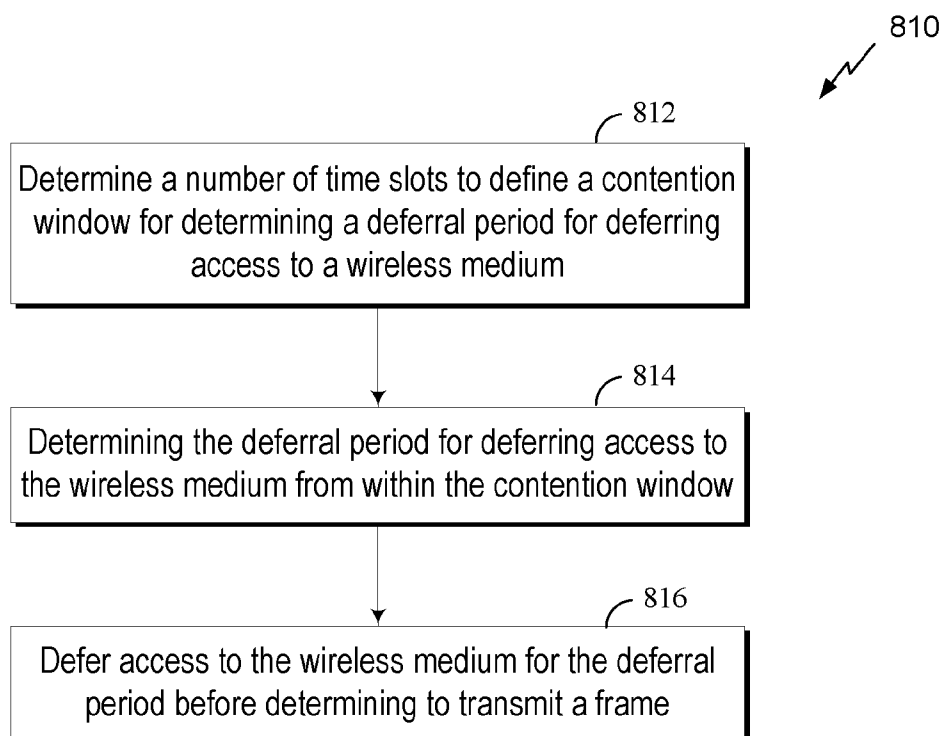 810
812
Determine a number of time slots to define a contention
window for determining a deferral period for deferring
access to a wireless medium
814
Determining the deferral period for deferring access to
the wireless medium from within the contention window
816
Defer access to the wireless medium for the deferral
period before determining to transmit a frame